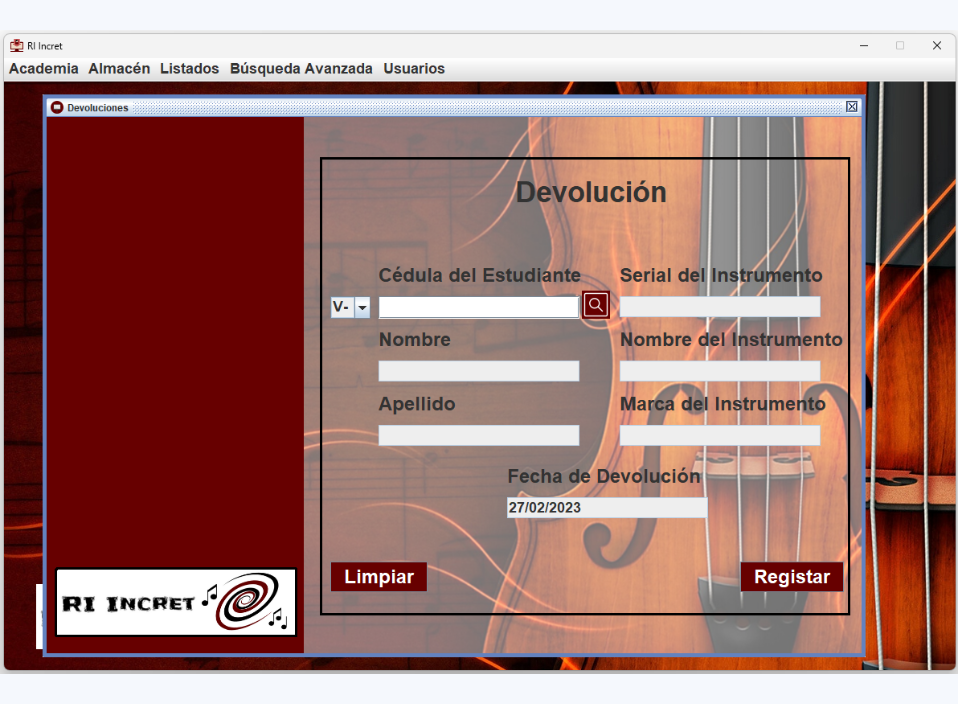 RI Incret
Academia Almacén Listados Búsqueda Avanzada Usuarios
Devoluciones
Devolución
Cédula del Estudiante Serial del Instrumento
V-
Nombre Nombre del Instrumento
Apellido Marca del Instrumento
Fecha de Devolución
27/02/2023
Limpiar Registar
RI INCRET